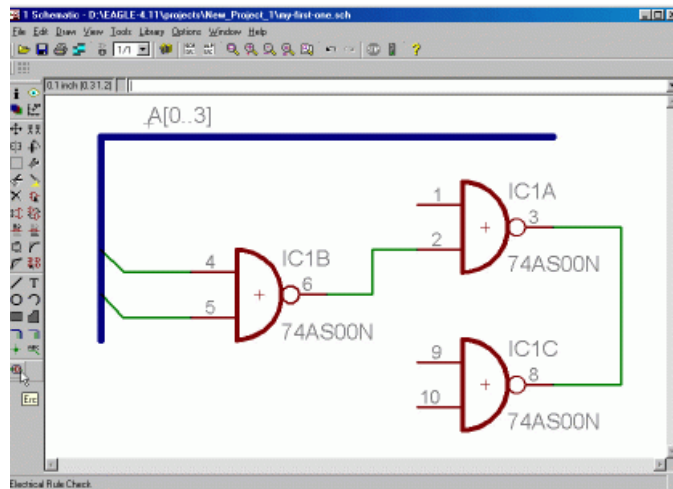 1 Schematic - D:\EAGLE-4.11\projects\New_Project_1\my-first-one.sch
File Edit Draw View Tools Library Options Window Help
1/1
0.1 inch (0.3 1.2)
A[0..3]
1
IC1A
3
2
74AS00N
4
IC1B
6
5
74AS00N
9
IC1C
8
10
74AS00N
Erc
Electrical Rule Check